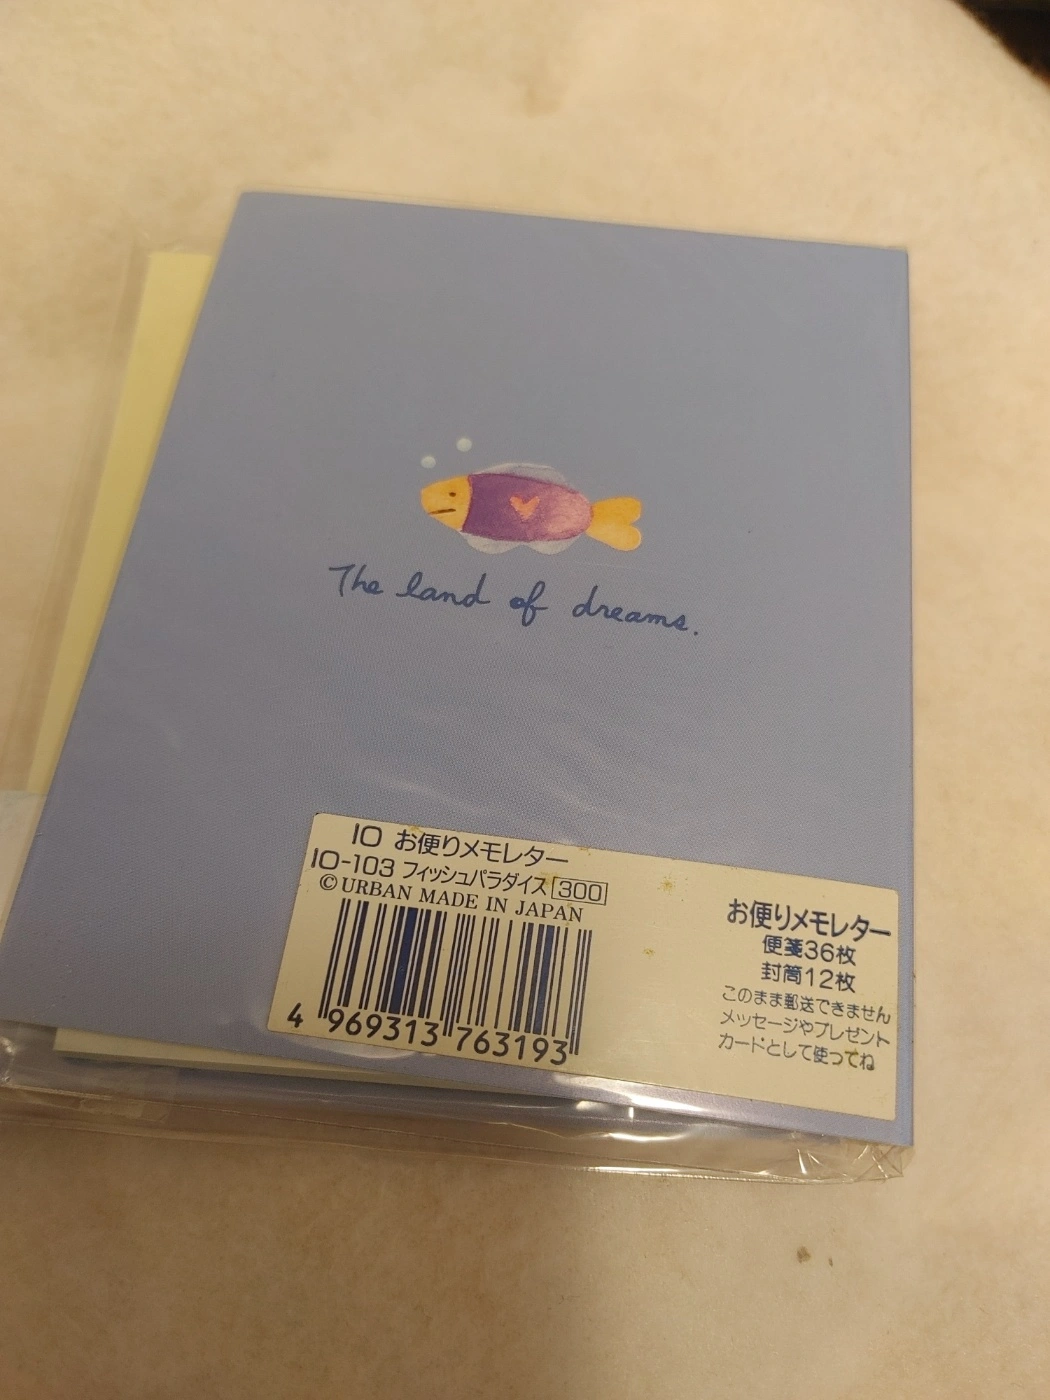 The land of dreams.
IO お便りメモレター
IO-103 フィッシュパラダイス 300
©URBAN MADE IN JAPAN
4 969313 763193
お便りメモレター
便箋36枚
封筒12枚
このまま郵送できません
メッセージやプレゼント
カードとして使ってね